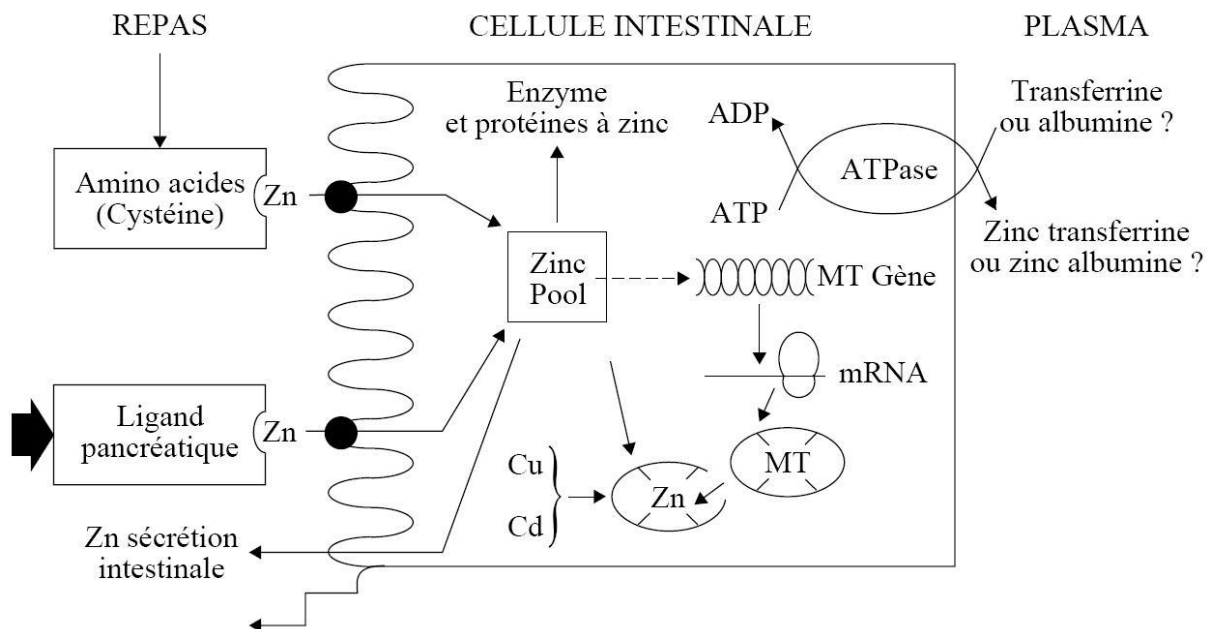 REPAS
CELLULE INTESTINALE
PLASMA
Enzyme
et protéines à zinc
ADP
ATPase
ATP
Transferrine
ou albumine ?
Zinc transferrine
ou zinc albumine ?
Amino acides
(Cystéine)
Zn
Zinc
Pool
MT Gène
mRNA
MT
Ligand
pancréatique
Zn
Cu
Cd
Zn
Zn sécrétion
intestinale